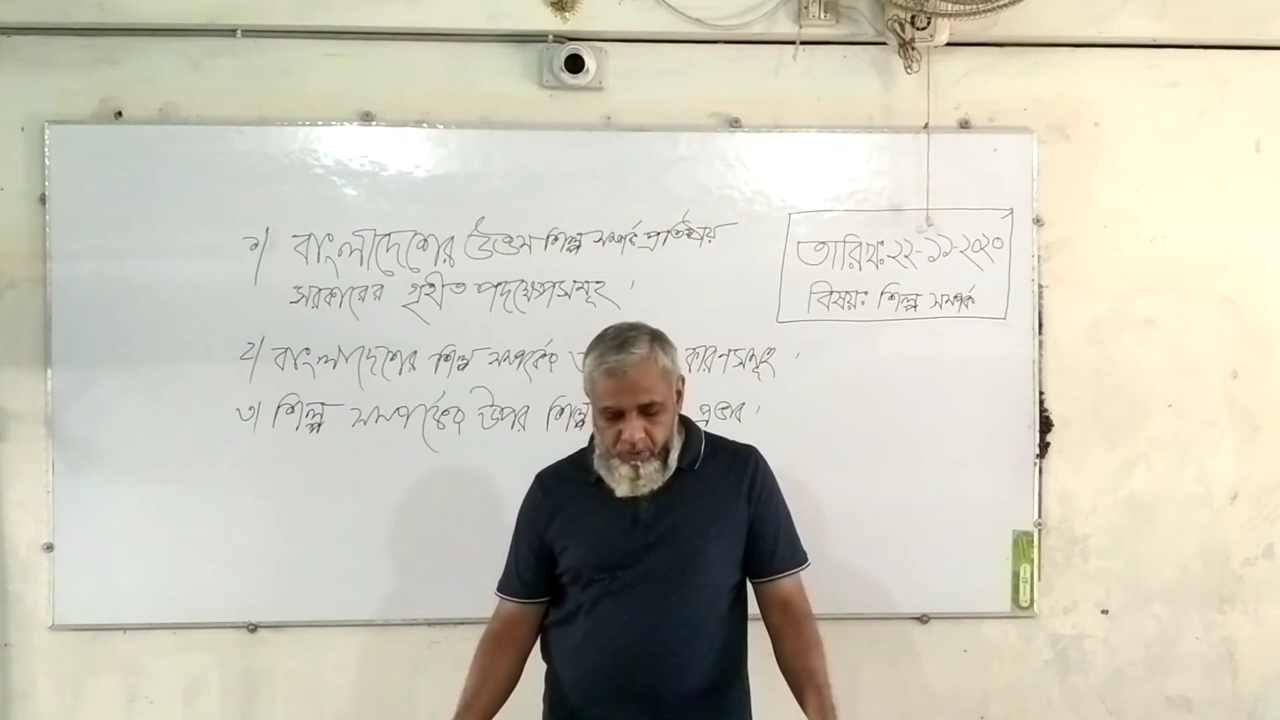 ১) বাংলাদেশের উত্তম শিল্প সম্পর্ক প্রতিষ্ঠায়
সরকারের গৃহীত পদক্ষেপসমূহ।
২) বাংলাদেশের শিল্প সম্পর্কের কারণসমূহ।
৩) শিল্প সম্পর্কের উপর শিল্প প্রভাব।
তারিখঃ ২২-১১-২০২০
বিষয়ঃ শিল্প সম্পর্ক